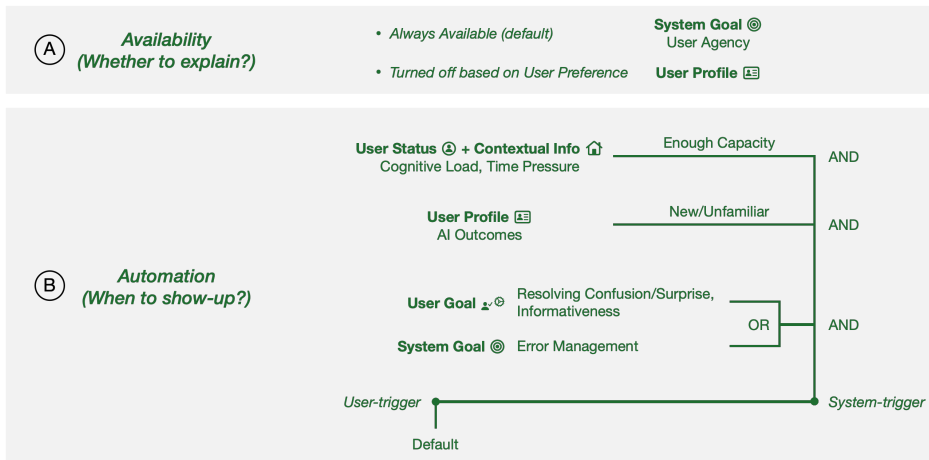 A
Availability
(Whether to explain?)
• Always Available (default)
System Goal
User Agency
• Turned off based on User Preference
User Profile
B
Automation
(When to show-up?)
User Status + Contextual Info
Cognitive Load, Time Pressure
Enough Capacity
AND
User Profile
AI Outcomes
New/Unfamiliar
AND
User Goal
Resolving Confusion/Surprise,
Informativeness
System Goal
Error Management
OR
AND
User-trigger
System-trigger
Default